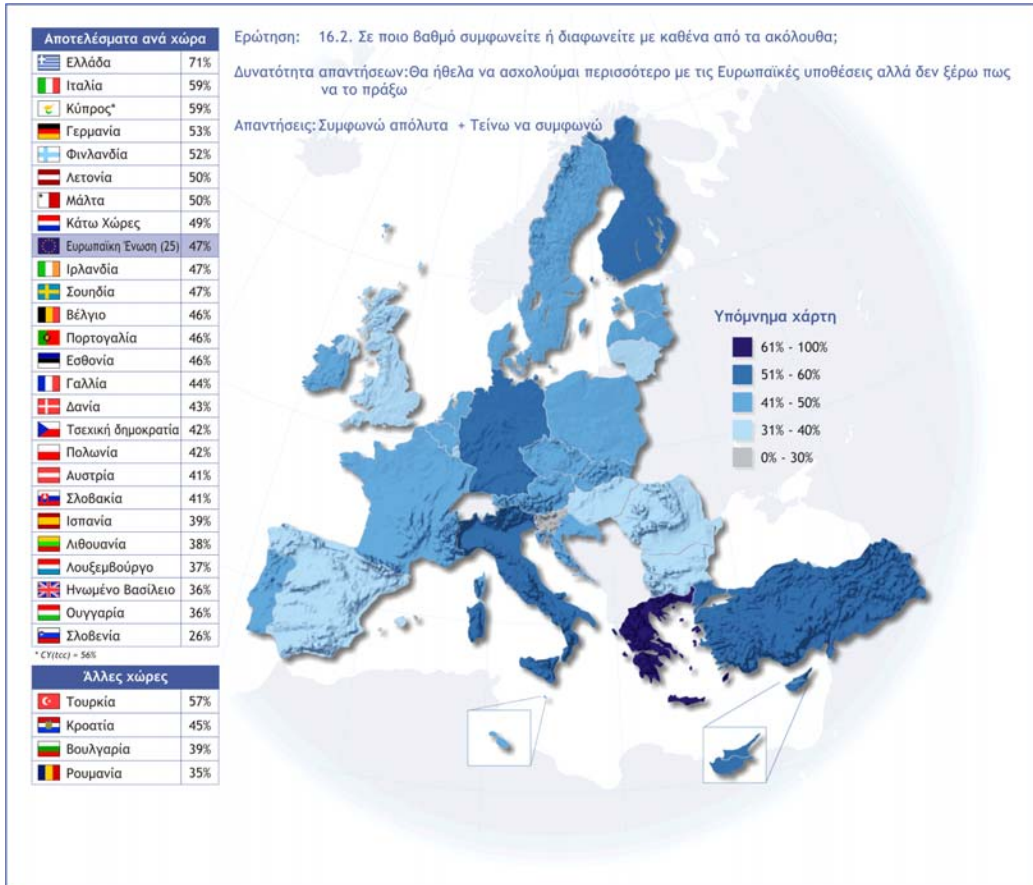 Αποτελέσματα ανά χώρα
Ελλάδα 71%
Ιταλία 59%
Κύπρος* 59%
Γερμανία 53%
Φινλανδία 52%
Λετονία 50%
Μάλτα 50%
Κάτω Χώρες 49%
Ευρωπαϊκη Ένωση (25) 47%
Ιρλανδία 47%
Σουηδία 47%
Βέλγιο 46%
Πορτογαλία 46%
Εσθονία 46%
Γαλλία 44%
Δανία 43%
Τσεχική δημοκρατία 42%
Πολωνία 42%
Αυστρία 41%
Σλοβακία 41%
Ισπανία 39%
Λιθουανία 38%
Λουξεμβούργο 37%
Ηνωμένο Βασίλειο 36%
Ουγγαρία 36%
Σλοβενία 26%
* CY(tcc) = 56%
Άλλες χώρες
Τουρκία 57%
Κροατία 45%
Βουλγαρία 39%
Ρουμανία 35%
Ερώτηση: 16.2. Σε ποιο βαθμό συμφωνείτε ή διαφωνείτε με καθένα από τα ακόλουθα;
Δυνατότητα απαντήσεων:Θα ήθελα να ασχολούμαι περισσότερο με τις Ευρωπαϊκές υποθέσεις αλλά δεν ξέρω πως
να το πράξω
Απαντήσεις: Συμφωνώ απόλυτα + Τείνω να συμφωνώ
Υπόμνημα χάρτη
61% - 100%
51% - 60%
41% - 50%
31% - 40%
0% - 30%